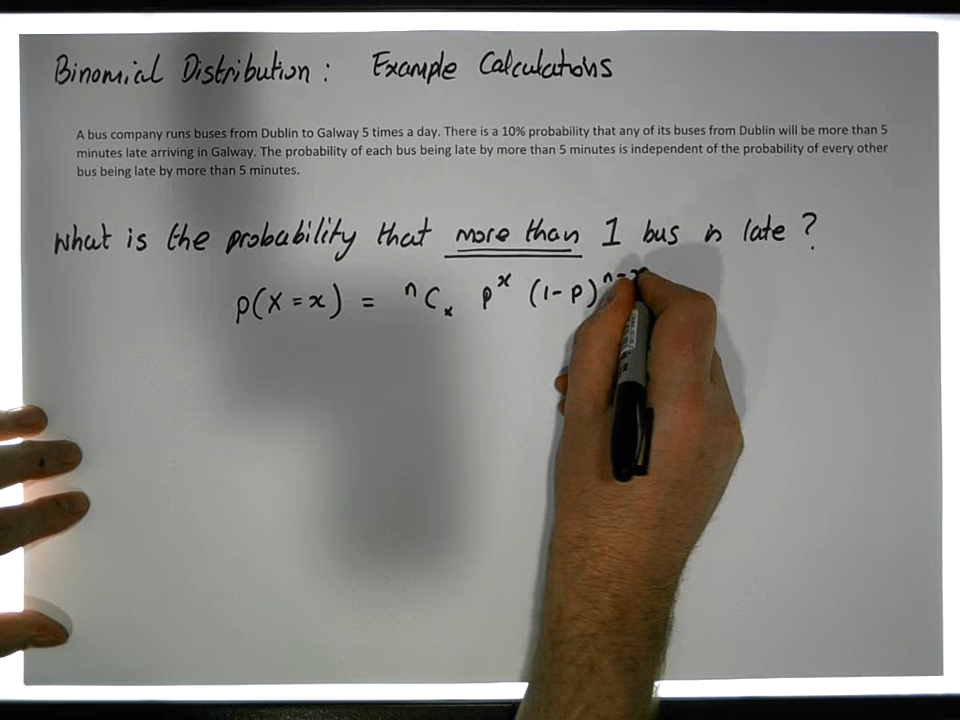 Binomial Distribution: Example Calculations
A bus company runs buses from Dublin to Galway 5 times a day. There is a 10% probability that any of its buses from Dublin will be more than 5
minutes late arriving in Galway. The probability of each bus being late by more than 5 minutes is independent of the probability of every other
bus being late by more than 5 minutes.
What is the probability that more than 1 bus is late?
p(X=x) = ⁿCₓ pˣ (1-p)ⁿ⁻ˣ